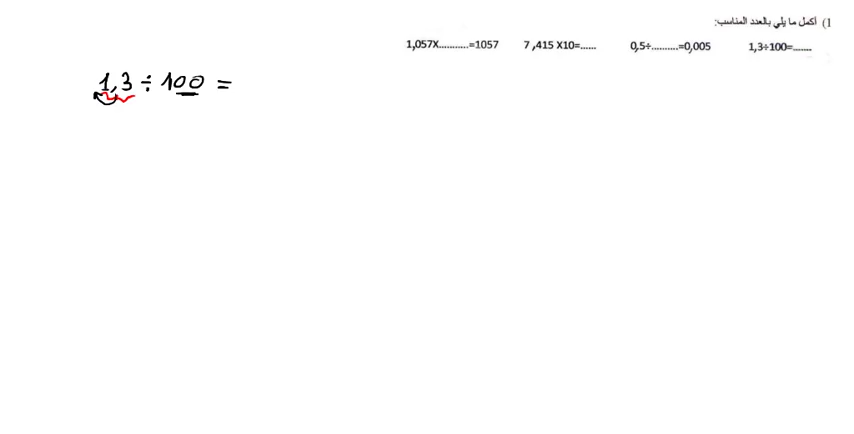 1) أكمل ما يلي بالعدد المناسب:
1,057X..........=1057 7 ,415 X10=...... 0,5÷..........=0,005 1,3÷100=.......
1,3 ÷ 100 =